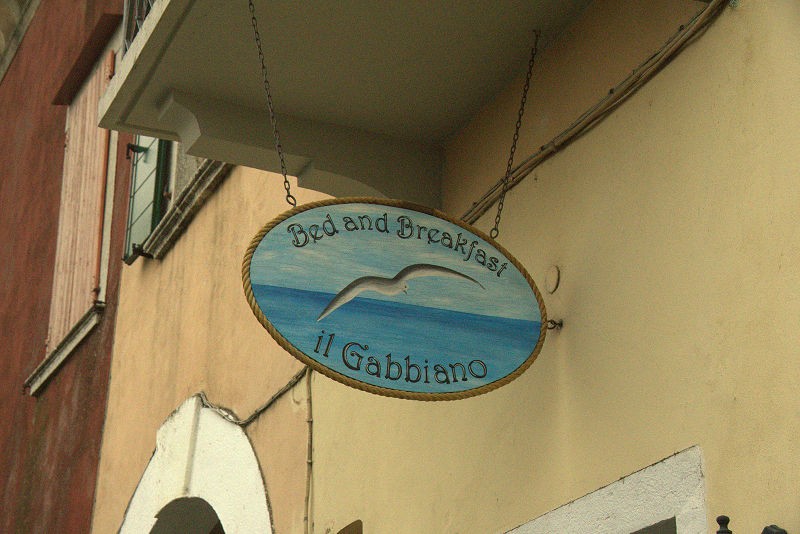 Bed and Breakfast
il Gabbiano